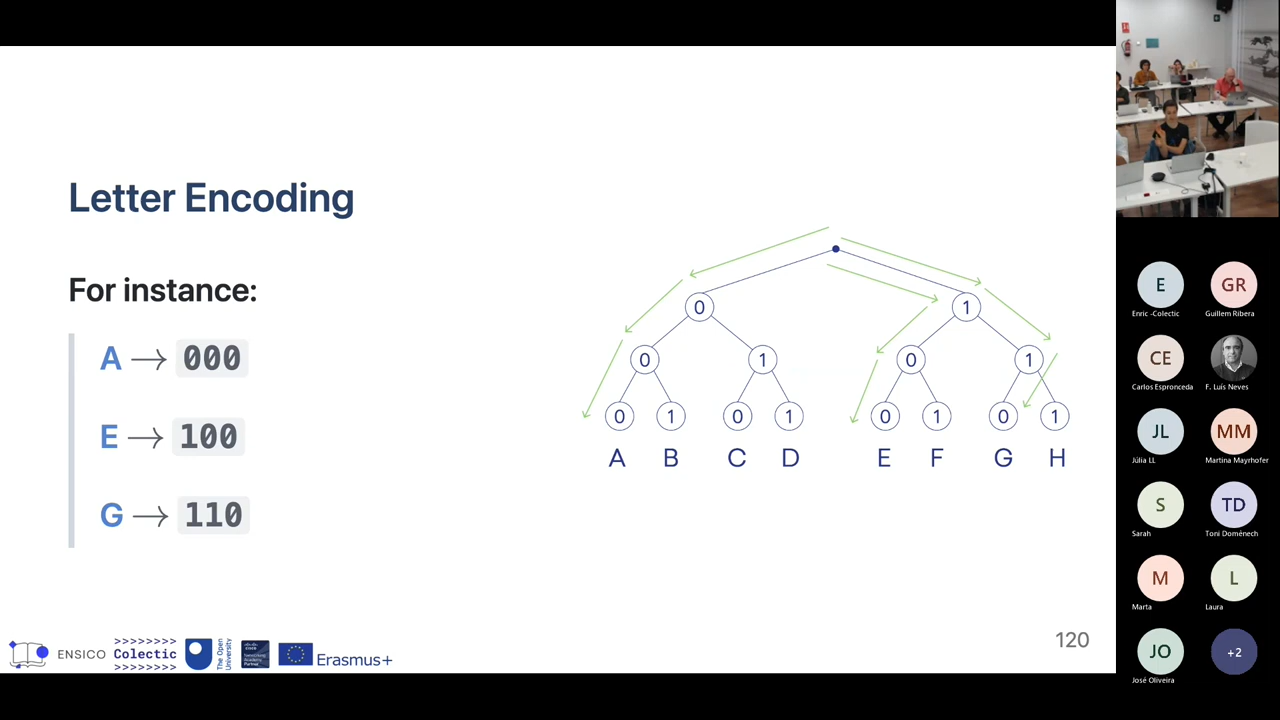 Letter Encoding
For instance:
A → 000
E → 100
G → 110
0 1
0 1 0 1
0 1 0 1 0 1 0 1
A B C D E F G H
ENSICO
>>>>>>>>
Colectic
>>>>>>>>
The Open
University
Erasmus+
120
E GR
Enric -Colectic Guillem Ribera
CE
Carlos Espronceda F. Luís Neves
JL MM
Júlia LL Martina Mayrhofer
S TD
Sarah Toni Domènech
M L
Marta Laura
JO +2
José Oliveira